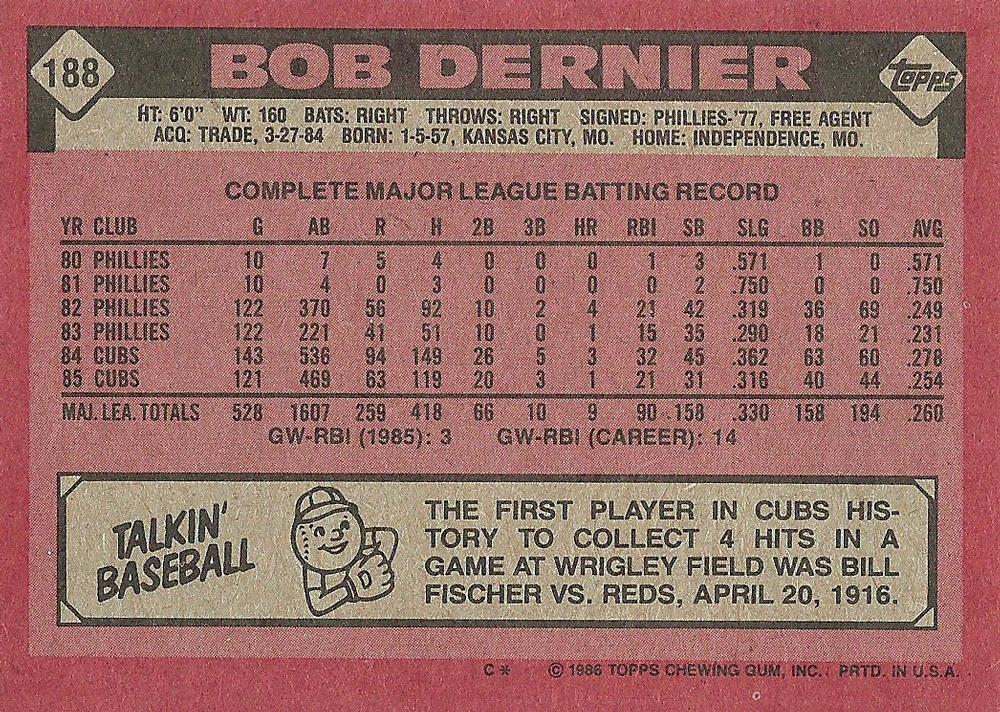 188 BOB DERNIER TOPPS
HT: 6'0" WT: 160 BATS: RIGHT THROWS: RIGHT SIGNED: PHILLIES-'77, FREE AGENT
ACQ: TRADE, 3-27-84 BORN: 1-5-57, KANSAS CITY, MO. HOME: INDEPENDENCE, MO.
COMPLETE MAJOR LEAGUE BATTING RECORD
YR CLUB G AB R H 2B 3B HR RBI SB SLG BB SO AVG
80 PHILLIES 10 7 5 4 0 0 0 1 3 .571 1 0 .571
81 PHILLIES 10 4 0 3 0 0 0 0 2 .750 0 0 .750
82 PHILLIES 122 370 56 92 10 2 4 21 42 .319 36 69 .249
83 PHILLIES 122 221 41 51 10 0 1 15 35 .290 18 21 .231
84 CUBS 143 536 94 149 26 5 3 32 45 .362 63 60 .278
85 CUBS 121 469 63 119 20 3 1 21 31 .316 40 44 .254
MAJ. LEA. TOTALS 528 1607 259 418 66 10 9 90 158 .330 158 194 .260
GW-RBI (1985): 3 GW-RBI (CAREER): 14
TALKIN'
BASEBALL
D
THE FIRST PLAYER IN CUBS HIS-
TORY TO COLLECT 4 HITS IN A
GAME AT WRIGLEY FIELD WAS BILL
FISCHER VS. REDS, APRIL 20, 1916.
C* © 1986 TOPPS CHEWING GUM, INC. PRTD. IN U.S.A.